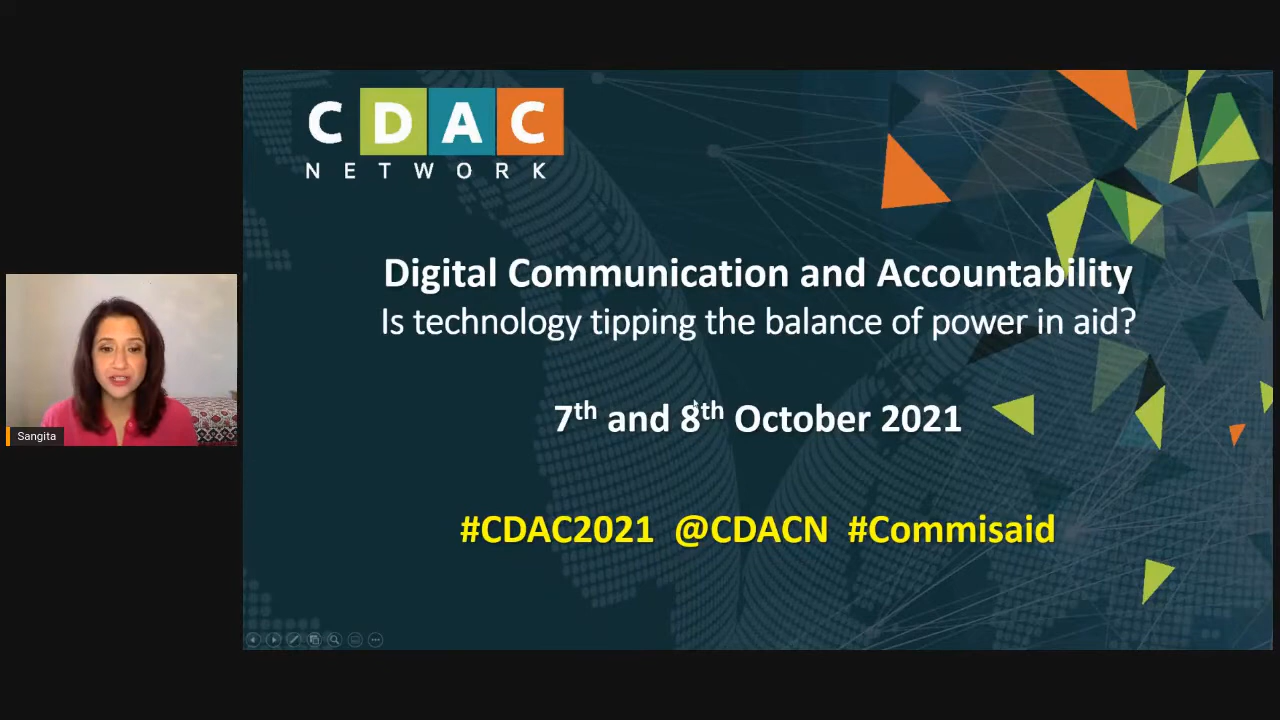 CDAC
NETWORK
Digital Communication and Accountability
Is technology tipping the balance of power in aid?
7th and 8th October 2021
#CDAC2021 @CDACN #Commisaid
Sangita